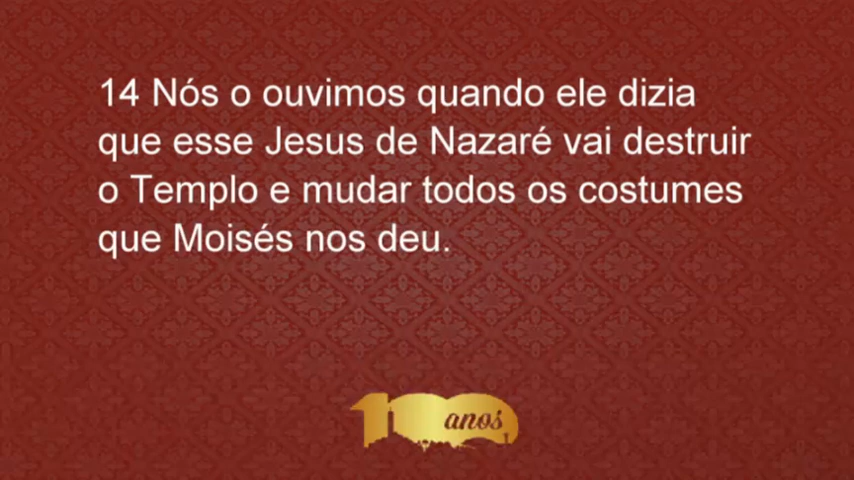 14 Nós o ouvimos quando ele dizia
que esse Jesus de Nazaré vai destruir
o Templo e mudar todos os costumes
que Moisés nos deu.
anos